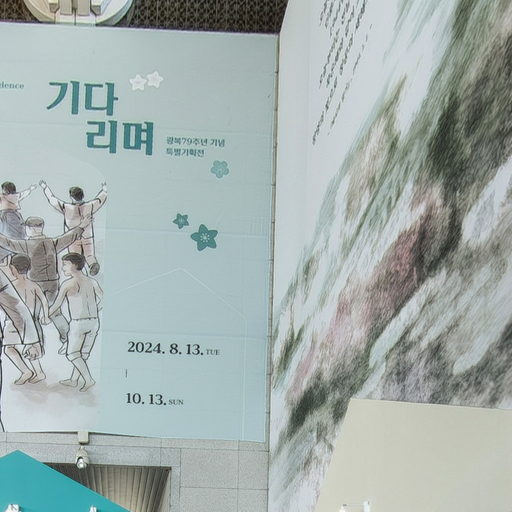 dence
기다
리며
광복79주년 기념
특별기획전
2024. 8. 13. TUE
10. 13. SUN